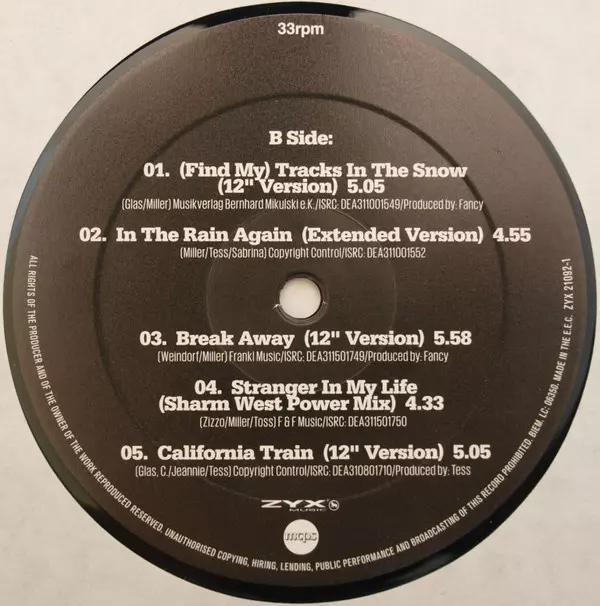 33rpm
B Side:
01. (Find My) Tracks In The Snow
(12" Version) 5.05
(Glas/Miller) Musikverlag Bernhard Mikulski e.K./ISRC: DEA311001549/Produced by: Fancy
02. In The Rain Again (Extended Version) 4.55
(Miller/Tess/Sabrina) Copyright Control/ISRC: DEA311001552
03. Break Away (12" Version) 5.58
(Weindorf/Miller) Frankl Music/ISRC: DEA311501749/Produced by: Fancy
04. Stranger In My Life
(Sharm West Power Mix) 4.33
(Zizzo/Miller/Toss) F & F Music/ISRC: DEA311501750
05. California Train (12" Version) 5.05
(Glas, C./Jeannie/Tess) Copyright Control/ISRC: DEA310801710/Produced by: Tess
ZYX
MUSIC
mcps
ALL RIGHTS OF THE PRODUCER AND OF THE OWNER OF THE WORK REPRODUCED RESERVED. UNAUTHORISED COPYING, HIRING, LENDING, PUBLIC PERFORMANCE AND BROADCASTING OF THIS RECORD PROHIBITED. BIEM, LC: 06350. MADE IN THE E.E.C. ZYX 21092-1